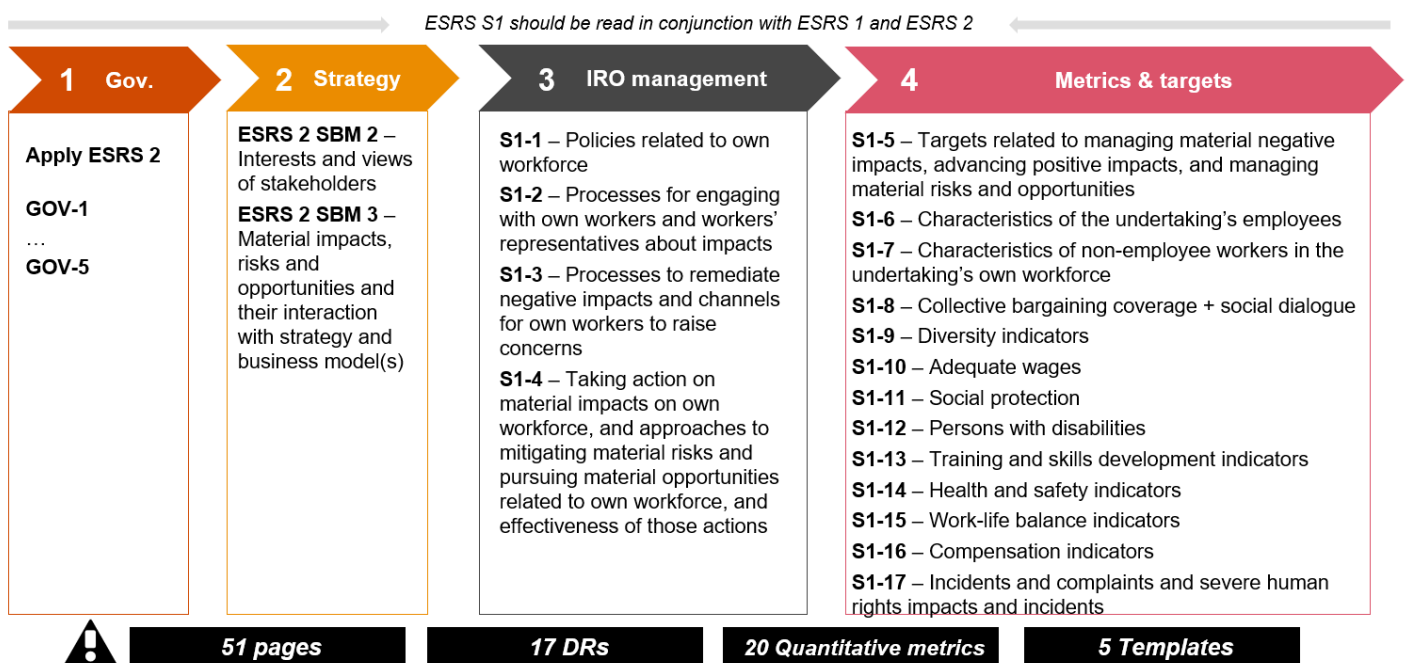 ESRS S1 should be read in conjunction with ESRS 1 and ESRS 2
1 Gov.
Apply ESRS 2
GOV-1
...
GOV-5
2 Strategy
ESRS 2 SBM 2 –
Interests and views
of stakeholders
ESRS 2 SBM 3 –
Material impacts,
risks and
opportunities and
their interaction
with strategy and
business model(s)
3 IRO management
S1-1 – Policies related to own
workforce
S1-2 – Processes for engaging
with own workers and workers'
representatives about impacts
S1-3 – Processes to remediate
negative impacts and channels
for own workers to raise
concerns
S1-4 – Taking action on
material impacts on own
workforce, and approaches to
mitigating material risks and
pursuing material opportunities
related to own workforce, and
effectiveness of those actions
4 Metrics & targets
S1-5 – Targets related to managing material negative
impacts, advancing positive impacts, and managing
material risks and opportunities
S1-6 – Characteristics of the undertaking's employees
S1-7 – Characteristics of non-employee workers in the
undertaking's own workforce
S1-8 – Collective bargaining coverage + social dialogue
S1-9 – Diversity indicators
S1-10 – Adequate wages
S1-11 – Social protection
S1-12 – Persons with disabilities
S1-13 – Training and skills development indicators
S1-14 – Health and safety indicators
S1-15 – Work-life balance indicators
S1-16 – Compensation indicators
S1-17 – Incidents and complaints and severe human
rights impacts and incidents
51 pages
17 DRs
20 Quantitative metrics
5 Templates